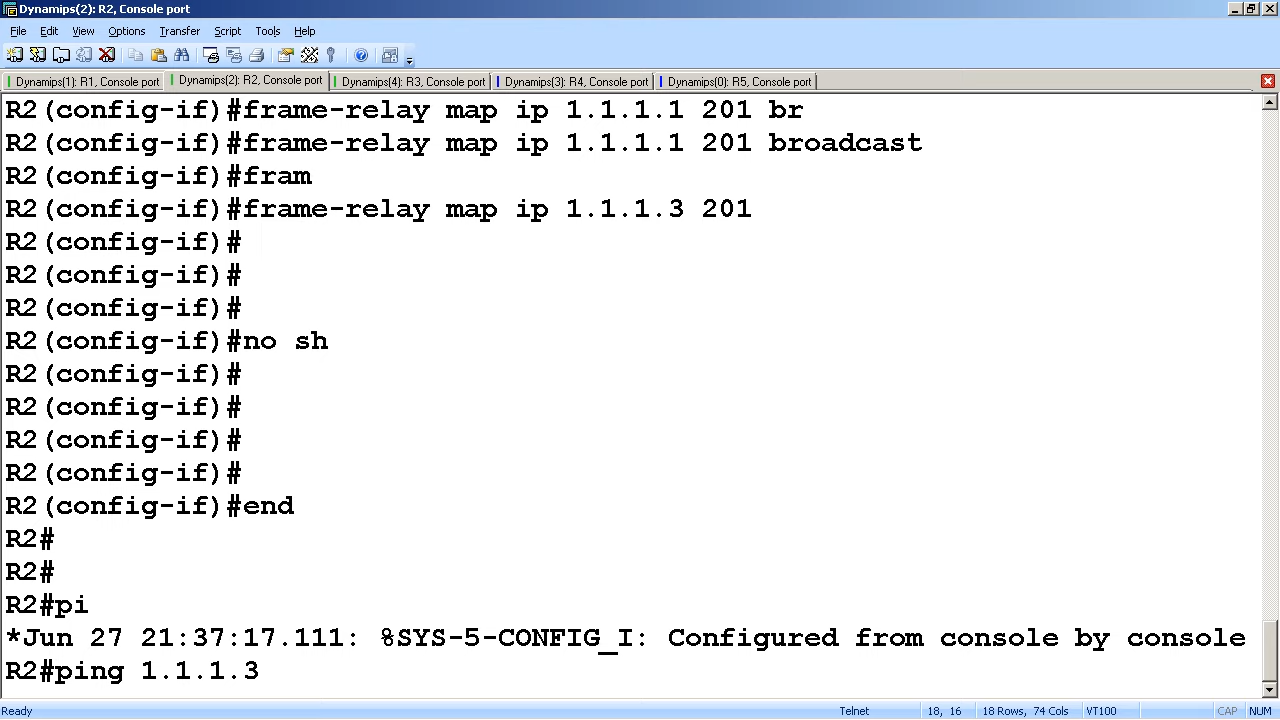 Dynamips(2): R2, Console port
File Edit View Options Transfer Script Tools Help
Dynamips(1): R1, Console port Dynamips(2): R2, Console port Dynamips(4): R3, Console port Dynamips(3): R4, Console port Dynamips(0): R5, Console port
R2(config-if)#frame-relay map ip 1.1.1.1 201 br
R2(config-if)#frame-relay map ip 1.1.1.1 201 broadcast
R2(config-if)#fram
R2(config-if)#frame-relay map ip 1.1.1.3 201
R2(config-if)#
R2(config-if)#
R2(config-if)#
R2(config-if)#no sh
R2(config-if)#
R2(config-if)#
R2(config-if)#
R2(config-if)#
R2(config-if)#end
R2#
R2#
R2#pi
*Jun 27 21:37:17.111: %SYS-5-CONFIG_I: Configured from console by console
R2#ping 1.1.1.3
Ready Telnet 18, 16 18 Rows, 74 Cols VT100 CAP NUM